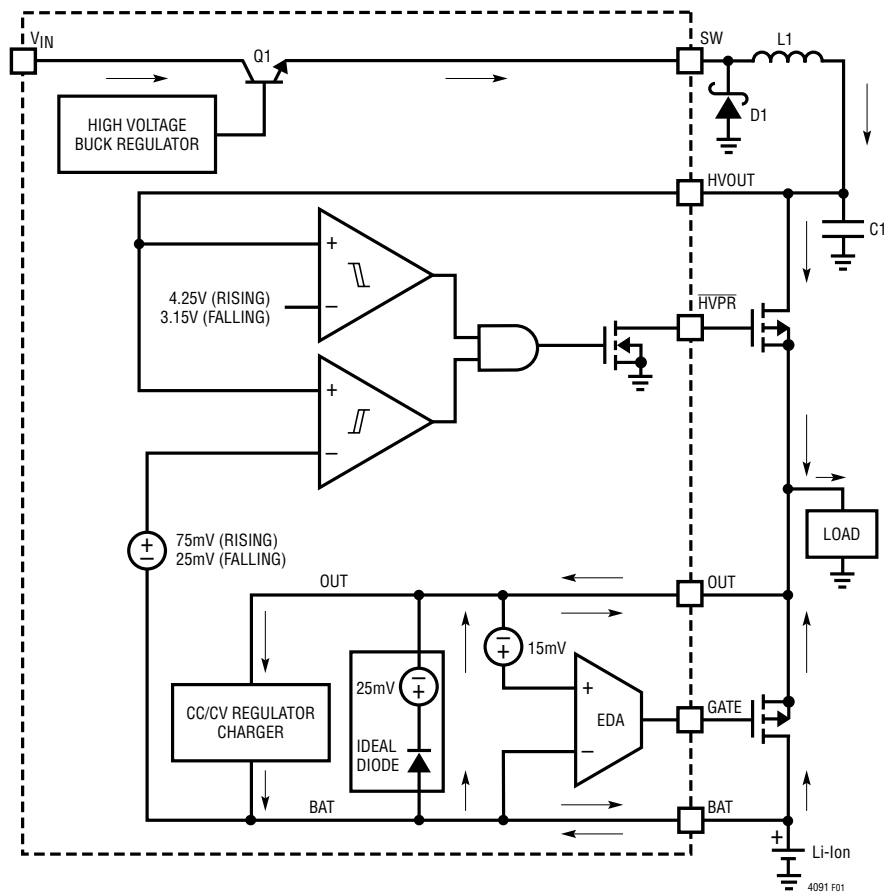 VIN
Q1
SW
L1
HIGH VOLTAGE
BUCK REGULATOR
D1
HVOUT
C1
+
4.25V (RISING)
3.15V (FALLING)
–
HVPR
+
–
+
–
75mV (RISING)
25mV (FALLING)
LOAD
OUT
OUT
–
+
15mV
–
+
25mV
+
–
EDA
GATE
CC/CV REGULATOR
CHARGER
IDEAL
DIODE
BAT
BAT
+
Li-Ion
4091 F01